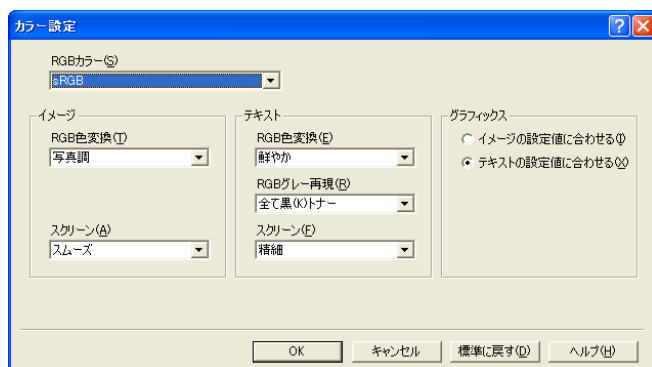 カラー設定
RGBカラー(S)
sRGB
イメージ
RGB色変換(T)
写真調
スクリーン(A)
スムーズ
テキスト
RGB色変換(E)
鮮やか
RGBグレー再現(R)
全て黒(K)トナー
スクリーン(F)
精細
グラフィックス
イメージの設定値に合わせる(I)
テキストの設定値に合わせる(X)
OK
キャンセル
標準に戻す(D)
ヘルプ(H)